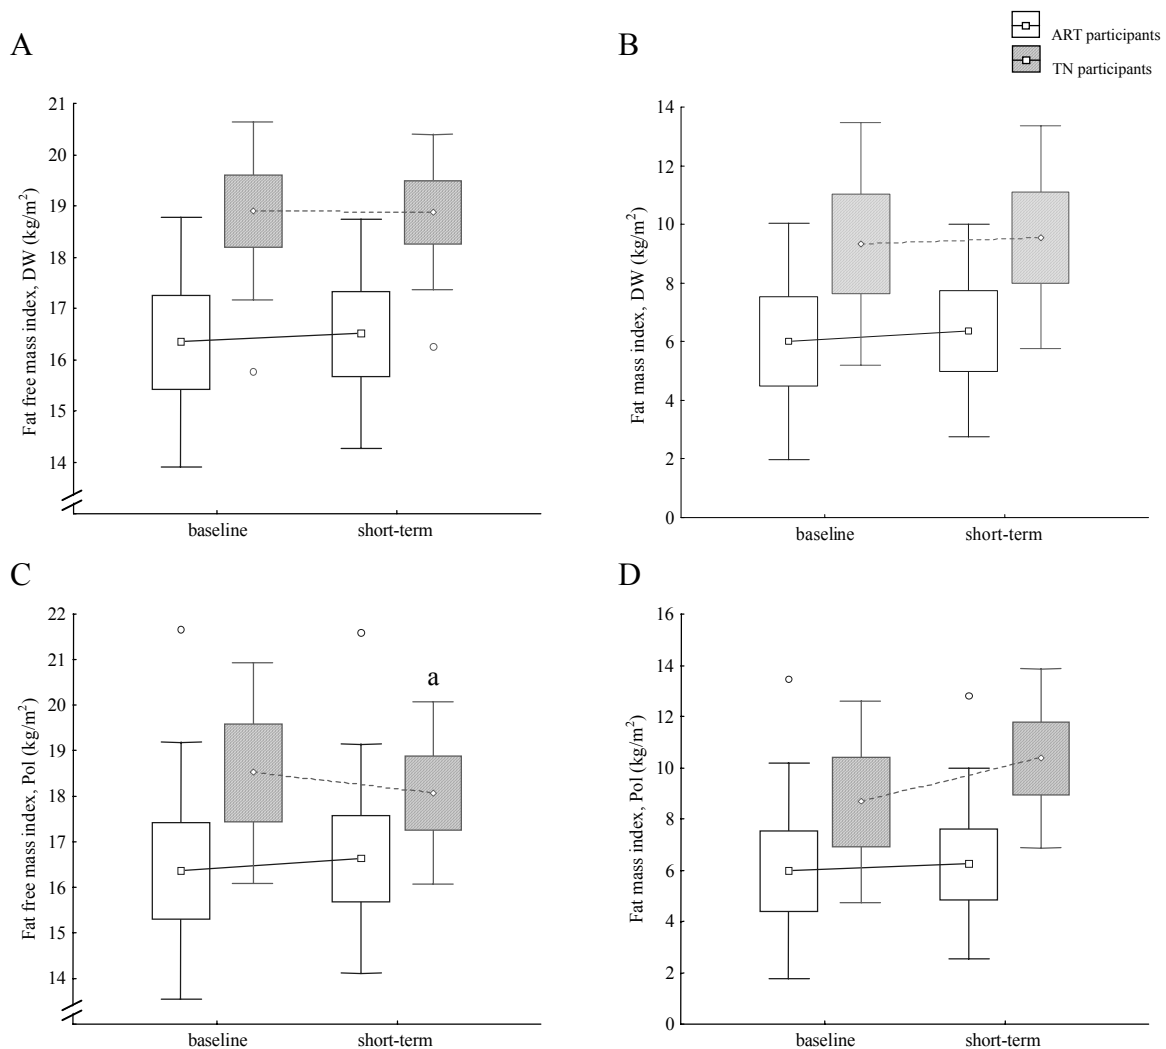 A
B
ART participants
TN participants
Fat free mass index, DW (kg/m²)
21
20
19
18
17
16
15
14
baseline
short-term
Fat mass index, DW (kg/m²)
14
12
10
8
6
4
2
0
baseline
short-term
C
D
Fat free mass index, Pol (kg/m²)
22
21
20
19
18
17
16
15
14
a
baseline
short-term
Fat mass index, Pol (kg/m²)
16
14
12
10
8
6
4
2
0
baseline
short-term